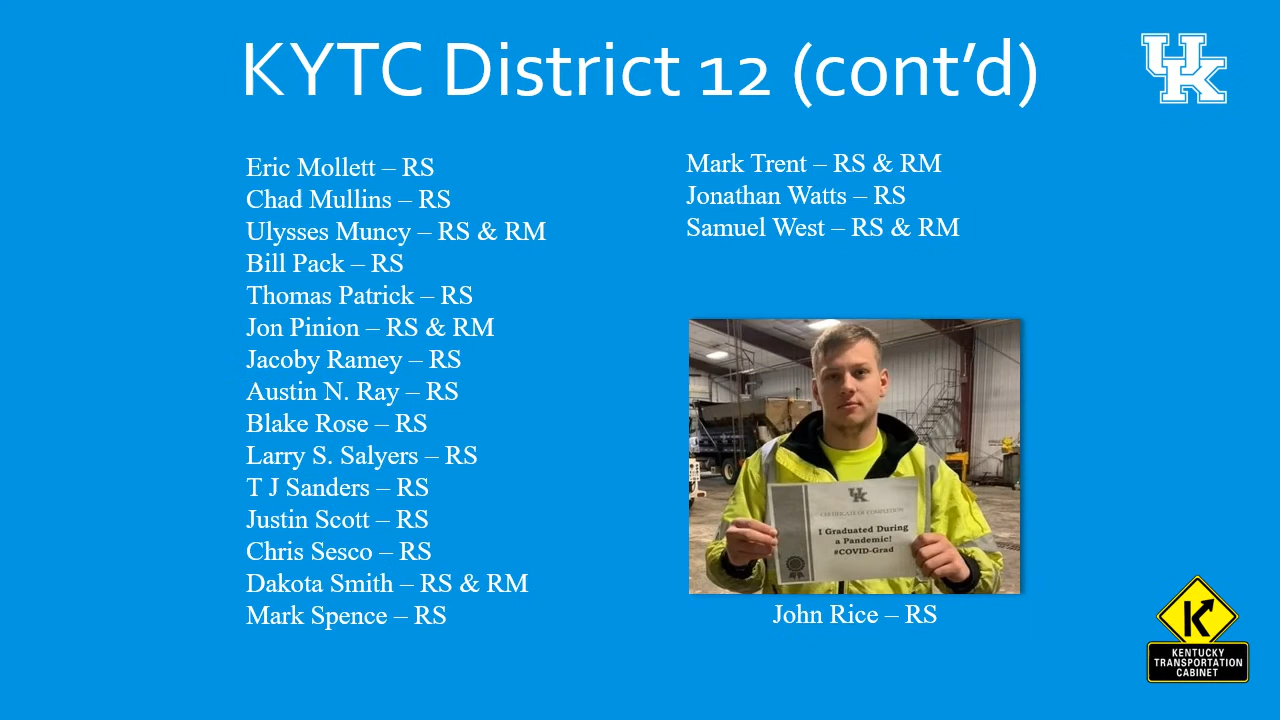 KYTC District 12 (cont’d)
UK
Eric Mollett – RS
Chad Mullins – RS
Ulysses Muncy – RS & RM
Bill Pack – RS
Thomas Patrick – RS
Jon Pinion – RS & RM
Jacoby Ramey – RS
Austin N. Ray – RS
Blake Rose – RS
Larry S. Salyers – RS
T J Sanders – RS
Justin Scott – RS
Chris Sesco – RS
Dakota Smith – RS & RM
Mark Spence – RS
Mark Trent – RS & RM
Jonathan Watts – RS
Samuel West – RS & RM
UK
CERTIFICATE OF COMPLETION
I Graduated During
a Pandemic!
#COVID-Grad
John Rice – RS
K
KENTUCKY
TRANSPORTATION
CABINET